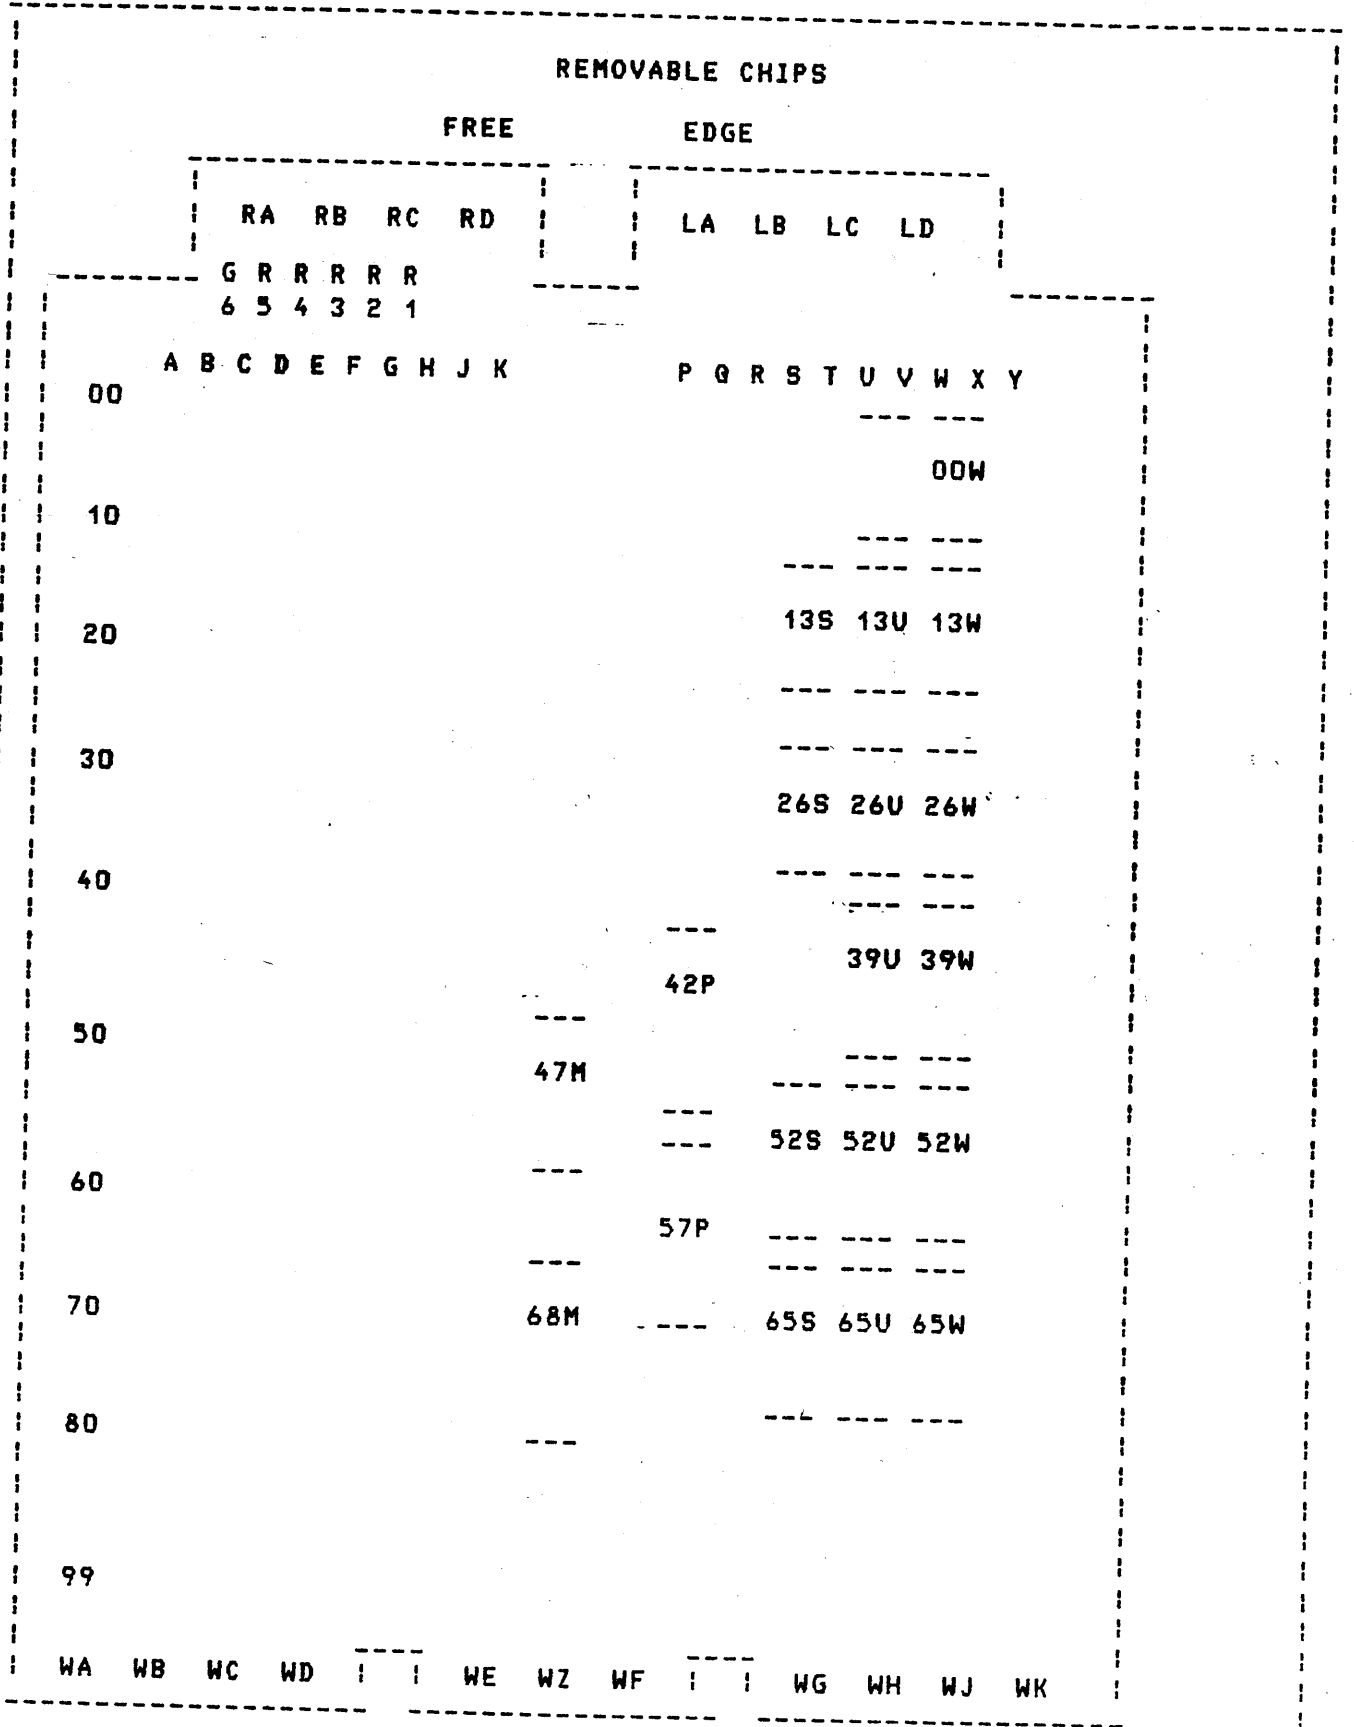 REMOVABLE CHIPS
FREE EDGE
RA RB RC RD LA LB LC LD
G R R R R R
6 5 4 3 2 1
A B C D E F G H J K P Q R S T U V W X Y
00
00W
10
13S 13U 13W
20
30
26S 26U 26W
40
39U 39W
42P
50
47M
52S 52U 52W
60
57P
70
68M 65S 65U 65W
80
99
WA WB WC WD WE WZ WF WG WH WJ WK